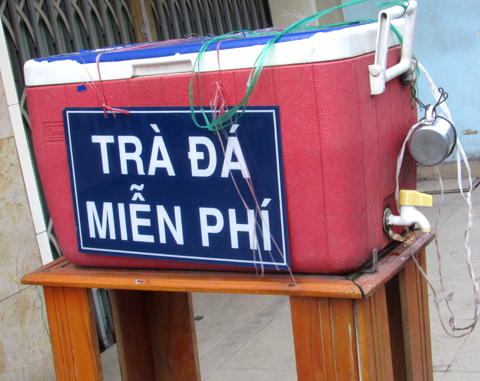 TRÀ ĐÁ
MIỄN PHÍ